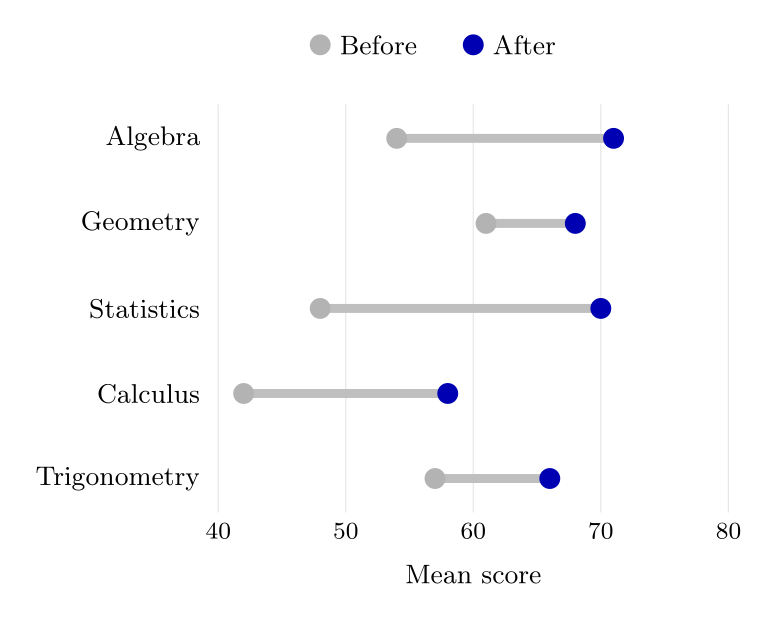 Before After
Algebra
Geometry
Statistics
Calculus
Trigonometry
40 50 60 70 80
Mean score